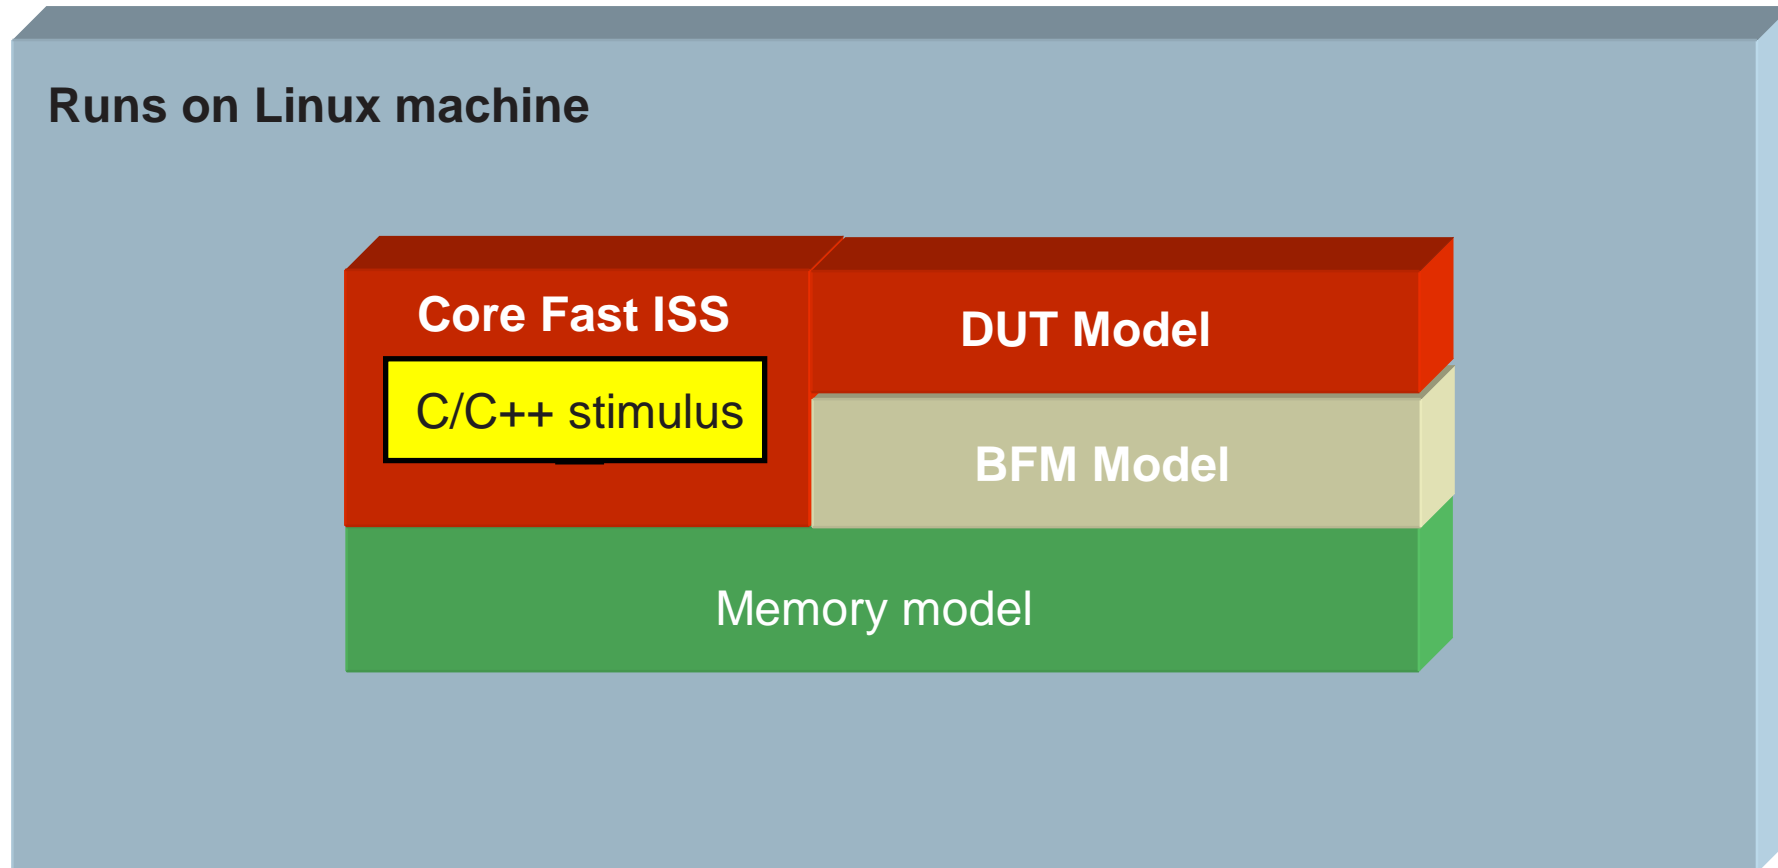 Runs on Linux machine
Core Fast ISS
DUT Model
C/C++ stimulus
BFM Model
Memory model